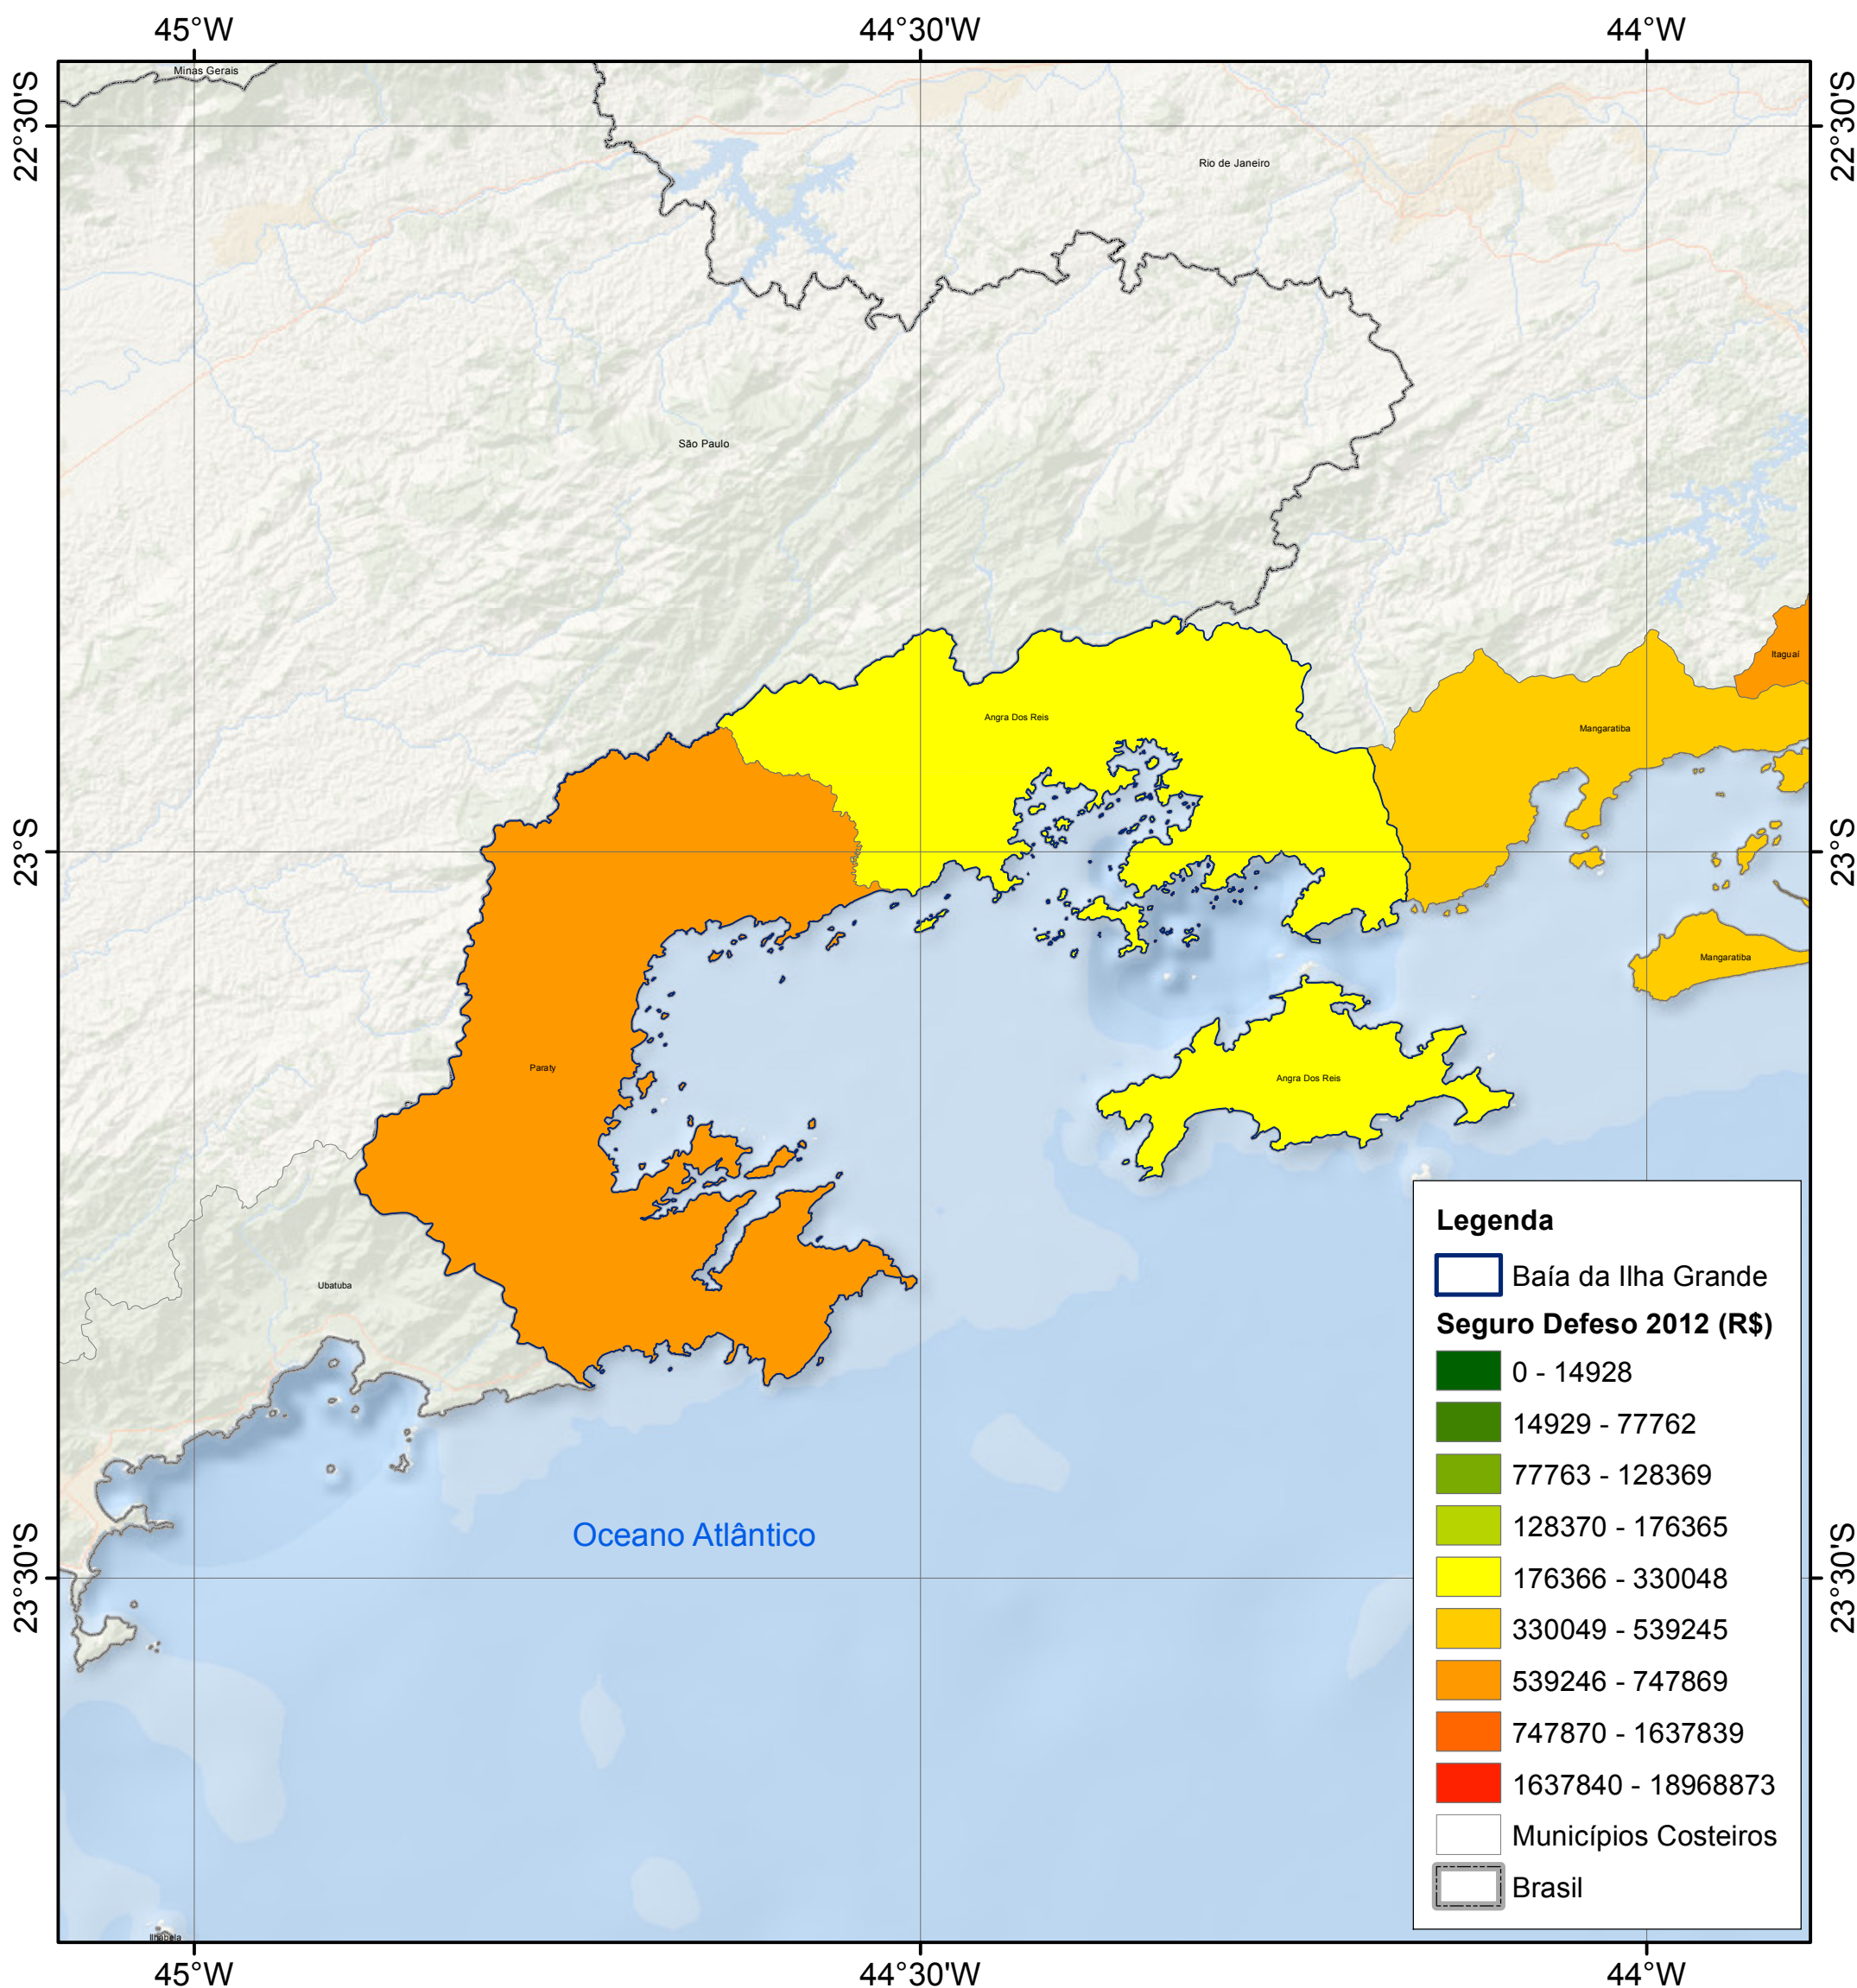 45°W 44°30'W 44°W
Minas Gerais
22°30'S 22°30'S
Rio de Janeiro
São Paulo
Itaguaí
Angra Dos Reis
Mangaratiba
23°S 23°S
Mangaratiba
Paraty
Angra Dos Reis
Ubatuba
Legenda
Baía da Ilha Grande
Seguro Defeso 2012 (R$)
0 - 14928
14929 - 77762
77763 - 128369
128370 - 176365
176366 - 330048
330049 - 539245
539246 - 747869
747870 - 1637839
1637840 - 18968873
Municípios Costeiros
Brasil
Oceano Atlântico
23°30'S 23°30'S
Ilhabela
45°W 44°30'W 44°W